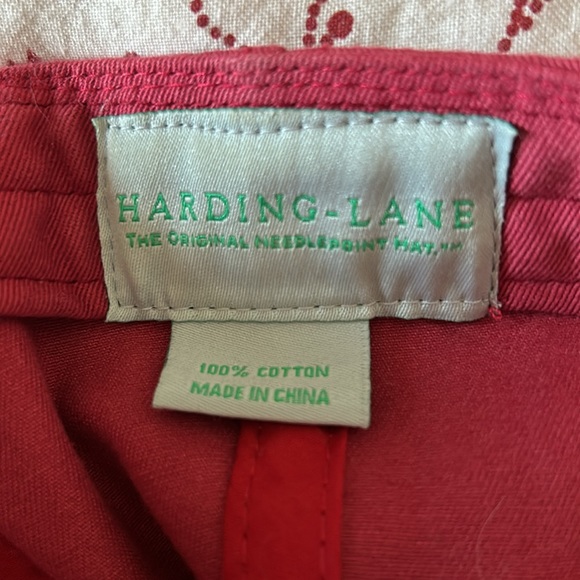 HARDING-LANE
THE ORIGINAL NEEDLEPOINT HAT.™
100% COTTON
MADE IN CHINA